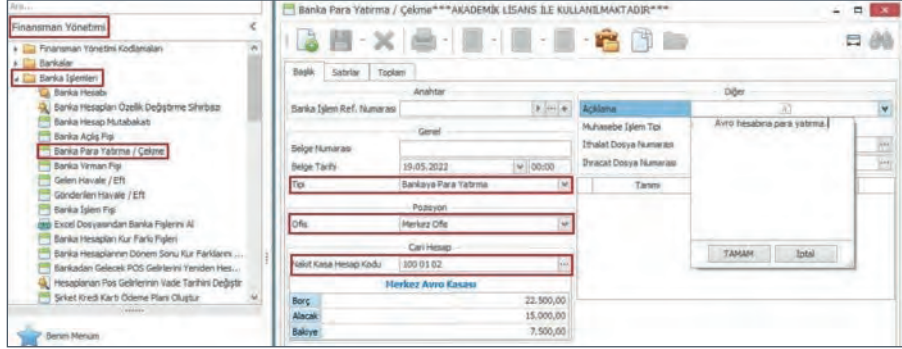 Ara...
Finansman Yönetimi
Finansman Yönetimi Kodlamaları
Bankalar
Banka İşlemleri
Banka Hesabı
Banka Hesapları Özellik Değiştirme Sihirbazı
Banka Hesap Mutabakatı
Banka Açılış Fişi
Banka Para Yatırma / Çekme
Banka Virman Fişi
Gelen Havale / Eft
Gönderilen Havale / Eft
Banka İşlem Fişi
Excel Dosyasından Banka Fişlerini Al
Banka Hesapları Kur Farkı Fişleri
Banka Hesaplarının Dönem Sonu Kur Farklarını ...
Bankadan Gelecek POS Gelirlerini Yeniden Hes...
Hesaplanan Pos Gelirlerinin Vade Tarihini Değiştir
Şirket Kredi Kartı Ödeme Planı Oluştur
Benim Menüm
Banka Para Yatırma / Çekme***AKADEMİK LİSANS İLE KULLANILMAKTADIR***
Başlık Satırlar Toplam
Anahtar
Banka İşlem Ref. Numarası
Genel
Belge Numarası
Belge Tarihi 19.05.2022 00:00
Tipi Bankaya Para Yatırma
Pozisyon
Ofis Merkez Ofis
Cari Hesap
Nakit Kasa Hesap Kodu 100 01 02
Merkez Avro Kasası
Borç 22.500,00
Alacak 15.000,00
Bakiye 7.500,00
Diğer
Açıklama
Muhasebe İşlem Tipi
İthalat Dosya Numarası
İhracat Dosya Numarası
Tanımı
Avro hesabına para yatırma.
TAMAM İptal